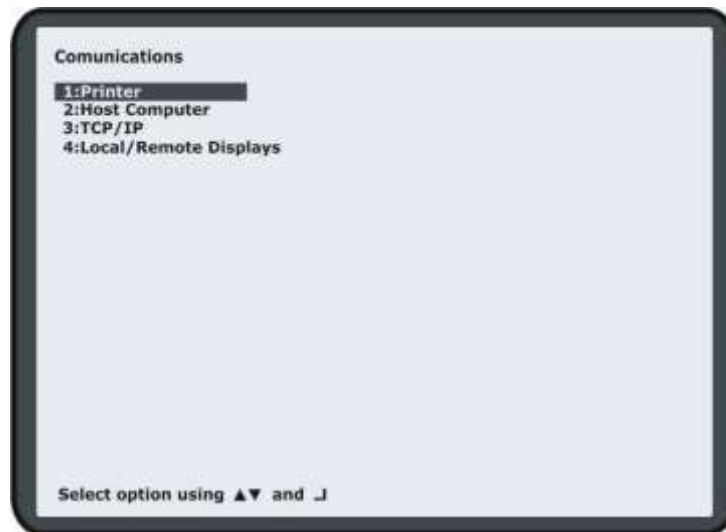 Comunications
1:Printer
2:Host Computer
3:TCP/IP
4:Local/Remote Displays
Select option using ▲▼ and ┘